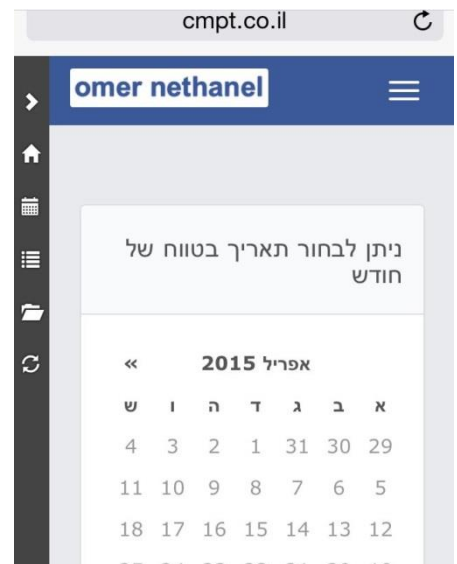 cmpt.co.il
omer nethanel
ניתן לבחור תאריך בטווח של
חודש
אפריל 2015 »
א ב ג ד ה ו ש
29 30 31 1 2 3 4
5 6 7 8 9 10 11
12 13 14 15 16 17 18